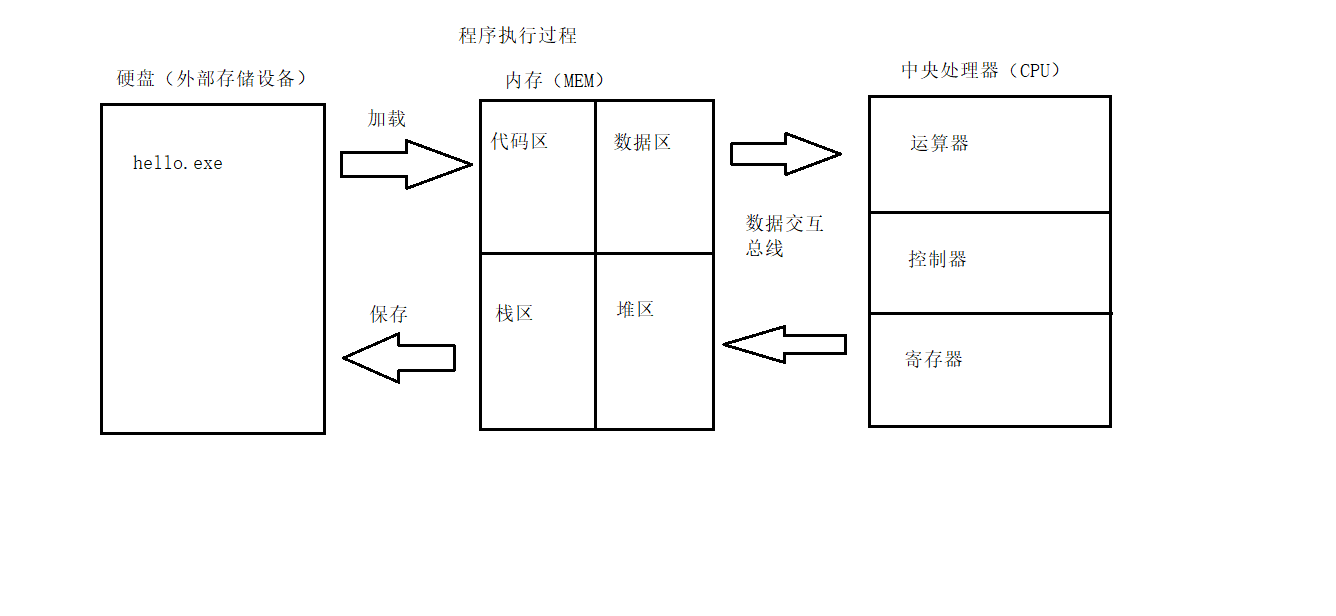 程序执行过程
硬盘（外部存储设备）
内存（MEM）
中央处理器（CPU）
加载
hello.exe
代码区
数据区
运算器
数据交互
总线
控制器
保存
栈区
堆区
寄存器